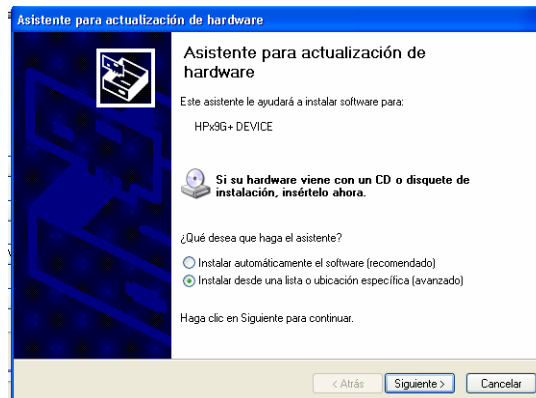 Asistente para actualización de hardware
Asistente para actualización de
hardware
Este asistente le ayudará a instalar software para:
HPx9G+ DEVICE
Si su hardware viene con un CD o disquete de
instalación, insértelo ahora.
¿Qué desea que haga el asistente?
Instalar automáticamente el software (recomendado)
Instalar desde una lista o ubicación específica (avanzado)
Haga clic en Siguiente para continuar.
< Atrás
Siguiente >
Cancelar